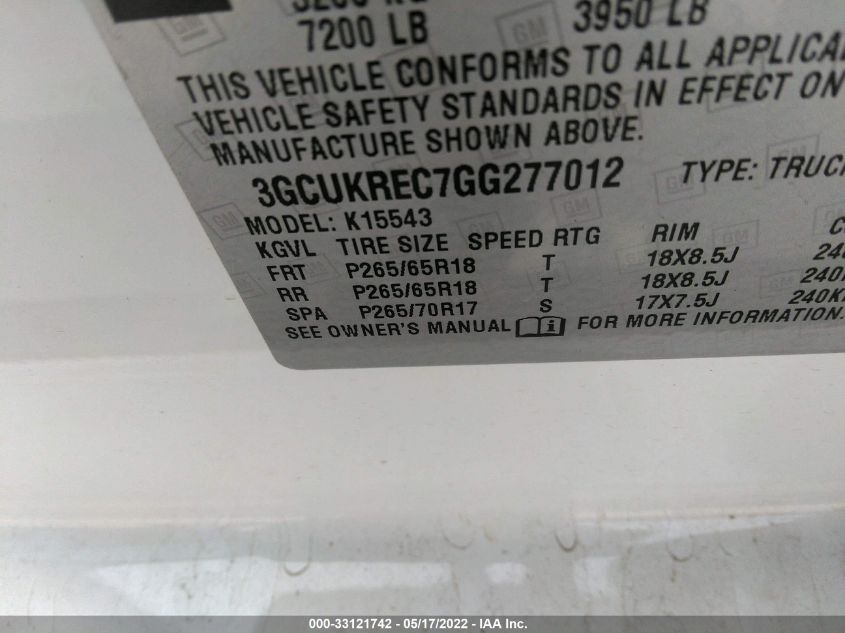 7200 LB 3950 LB
THIS VEHICLE CONFORMS TO ALL
VEHICLE SAFETY STANDARDS IN EFFECT ON
MANUFACTURE SHOWN ABOVE.
3GCUKREC7GG277012 TYPE: TRUCK
MODEL: K15543
KGVL TIRE SIZE SPEED RTG RIM
FRT P265/65R18 T 18X8.5J
RR P265/65R18 T 18X8.5J
SPA P265/70R17 S 17X7.5J
SEE OWNER'S MANUAL FOR MORE INFORMATION.
000-33121742 - 05/17/2022 - IAA Inc.